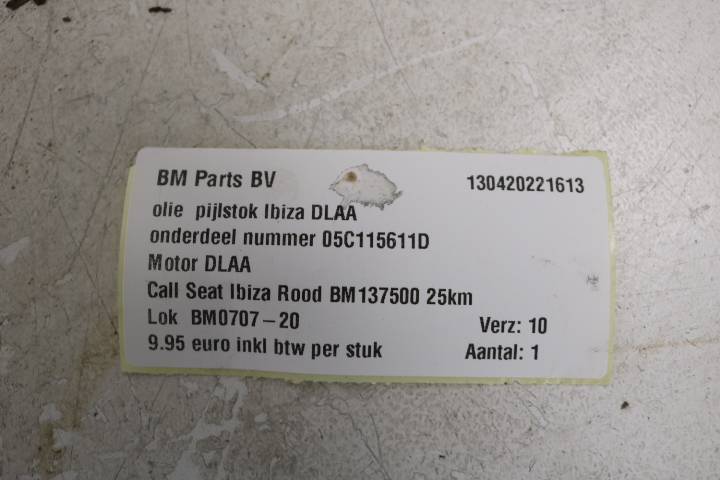 BM Parts BV 130420221613
olie pijlstok Ibiza DLAA
onderdeel nummer 05C115611D
Motor DLAA
Call Seat Ibiza Rood BM137500 25km
Lok BM0707-20 Verz: 10
9.95 euro inkl btw per stuk Aantal: 1